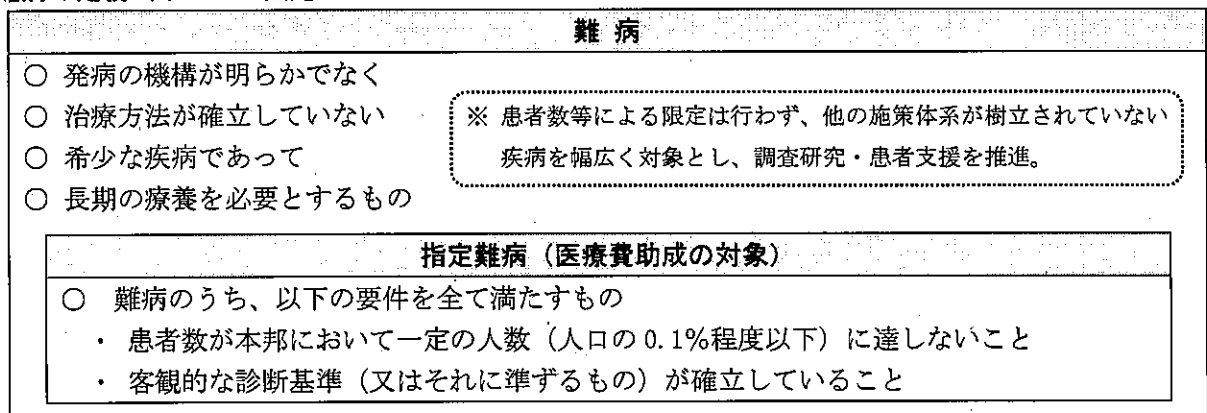 難病
○ 発病の機構が明らかでなく
○ 治療方法が確立していない
○ 希少な疾病であって
○ 長期の療養を必要とするもの
※ 患者数等による限定は行わず、他の施策体系が樹立されていない
疾病を幅広く対象とし、調査研究・患者支援を推進。
指定難病（医療費助成の対象）
○ 難病のうち、以下の要件を全て満たすもの
・ 患者数が本邦において一定の人数（人口の0.1%程度以下）に達しないこと
・ 客観的な診断基準（又はそれに準ずるもの）が確立していること